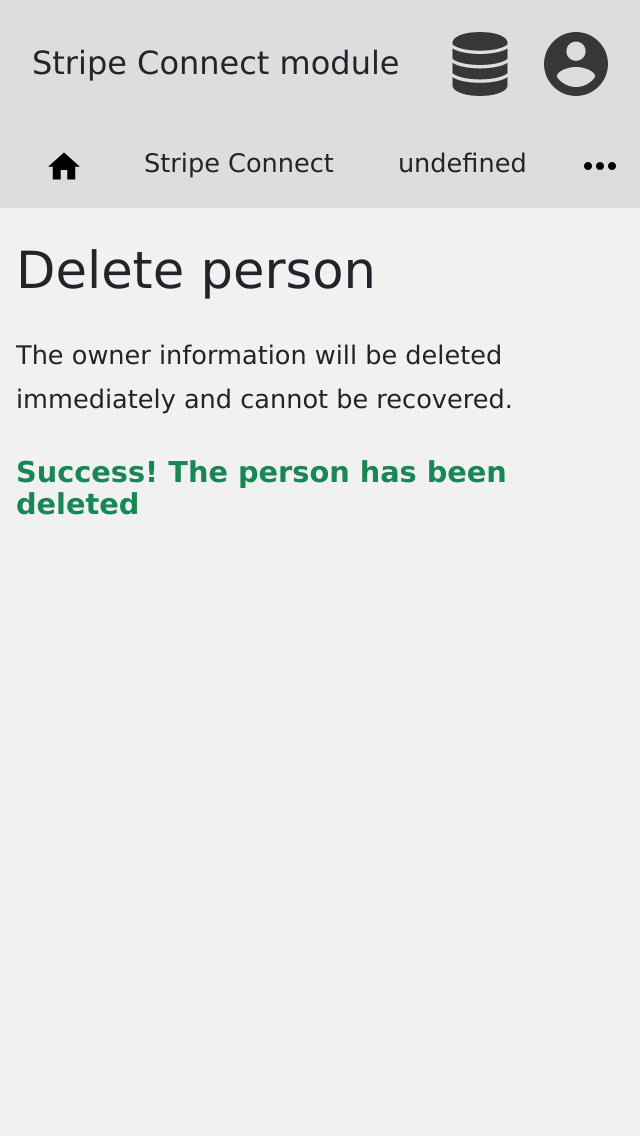 Stripe Connect module
Stripe Connect
undefined
Delete person
The owner information will be deleted
immediately and cannot be recovered.
Success! The person has been
deleted